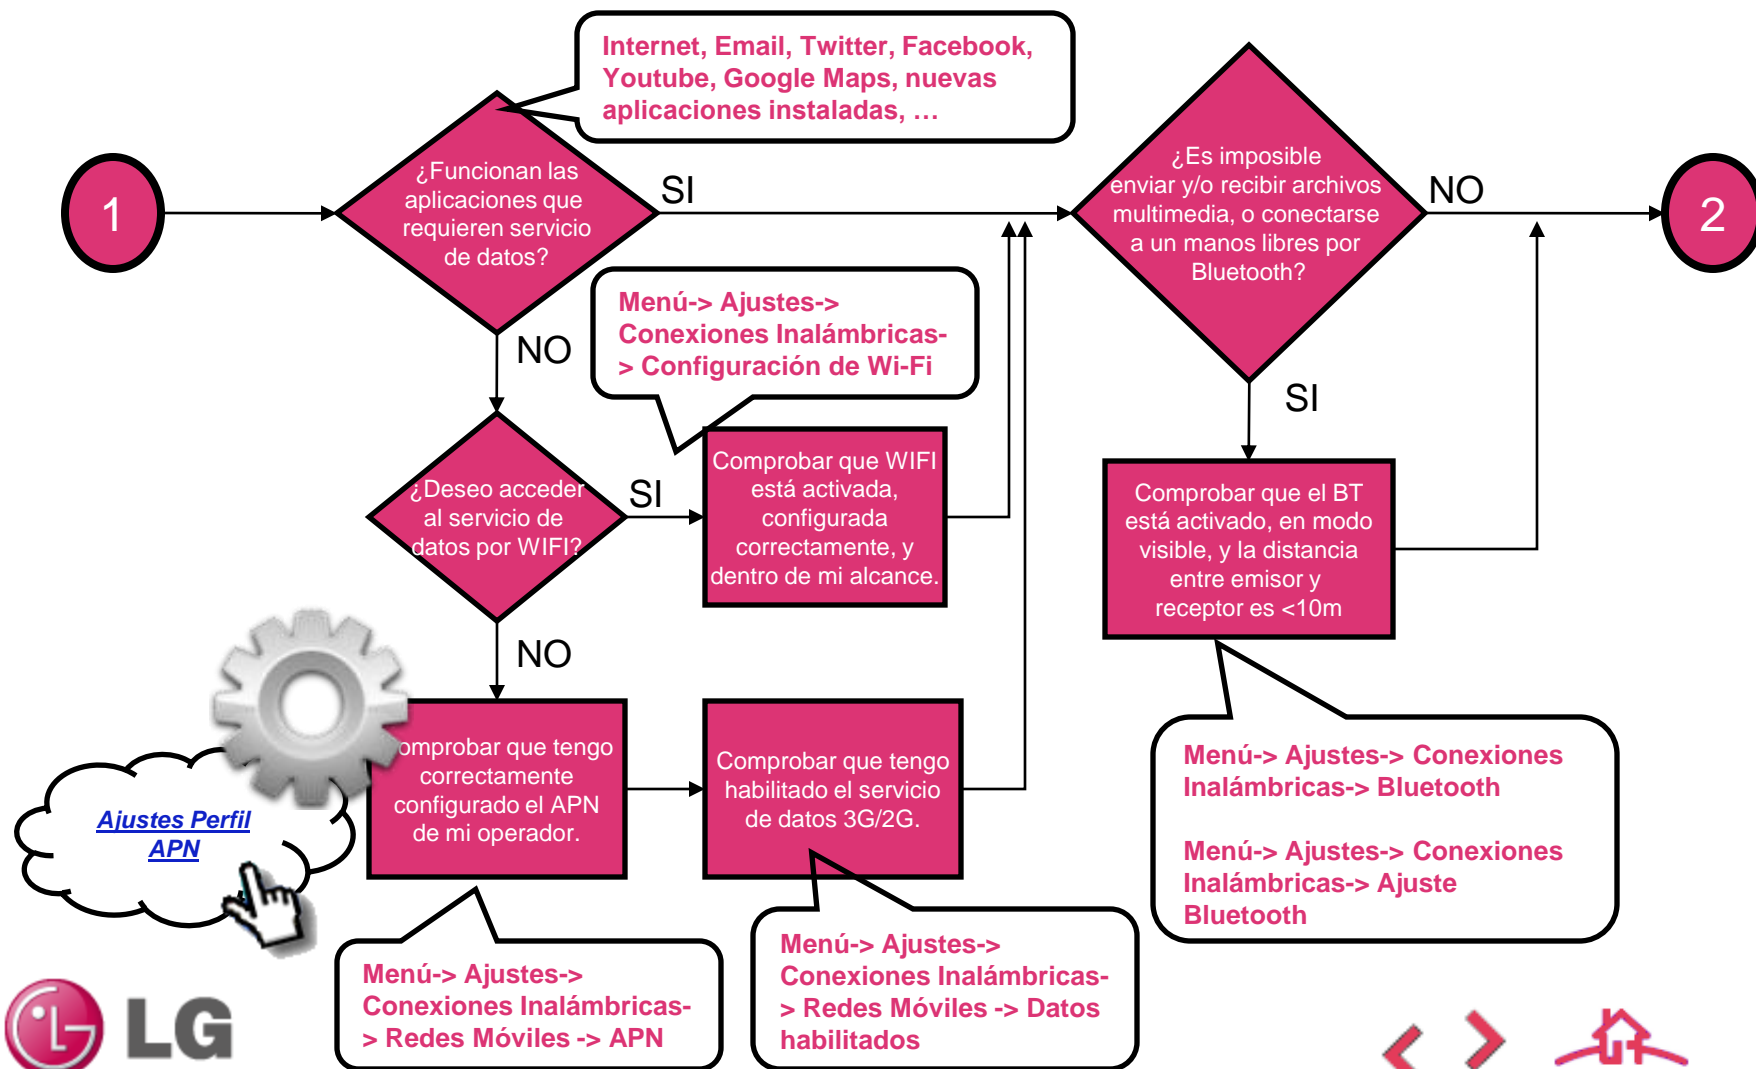 Internet, Email, Twitter, Facebook,
Youtube, Google Maps, nuevas
aplicaciones instaladas, …
1
¿Funcionan las
aplicaciones que
requieren servicio
de datos?
SI
¿Es imposible
enviar y/o recibir archivos
multimedia, o conectarse
a un manos libres por
Bluetooth?
NO
2
NO
Menú-> Ajustes->
Conexiones Inalámbricas-
> Configuración de Wi-Fi
SI
¿Deseo acceder
al servicio de
datos por WIFI?
SI
Comprobar que WIFI
está activada,
configurada
correctamente, y
dentro de mi alcance.
Comprobar que el BT
está activado, en modo
visible, y la distancia
entre emisor y
receptor es <10m
NO
omprobar que tengo
correctamente
configurado el APN
de mi operador.
Comprobar que tengo
habilitado el servicio
de datos 3G/2G.
Ajustes Perfil
APN
Menú-> Ajustes-> Conexiones
Inalámbricas-> Bluetooth
Menú-> Ajustes-> Conexiones
Inalámbricas-> Ajuste
Bluetooth
Menú-> Ajustes->
Conexiones Inalámbricas-
> Redes Móviles -> APN
Menú-> Ajustes->
Conexiones Inalámbricas-
> Redes Móviles -> Datos
habilitados
LG